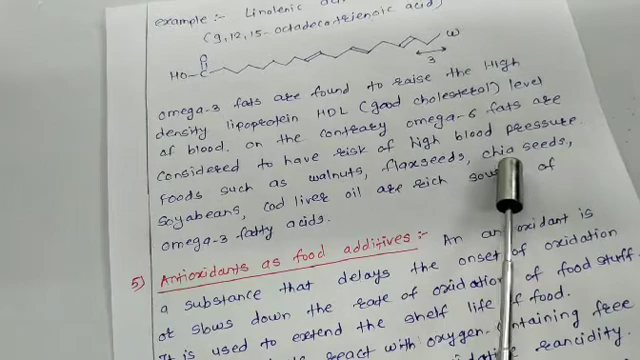 example :- Linolenic
(9,12,15- octadecatrienoic acid)
O
HO-C
ω
3
omega-3 fats are found to raise the High
density lipoprotein HDL (good cholesterol) level
of blood. on the contrary omega-6 fats are
considered to have risk of high blood pressure.
Foods such as walnuts, flaxseeds, chia seeds,
soyabeans, cod liver oil are rich of
omega-3 fatty acids.
5) Antioxidants as food additives :- An antioxidant is
a substance that delays the onset of oxidation
or slows down the rate of oxidation of food stuff.
It is used to extend the shelf life of food.
react with oxygen-containing free
rancidity.